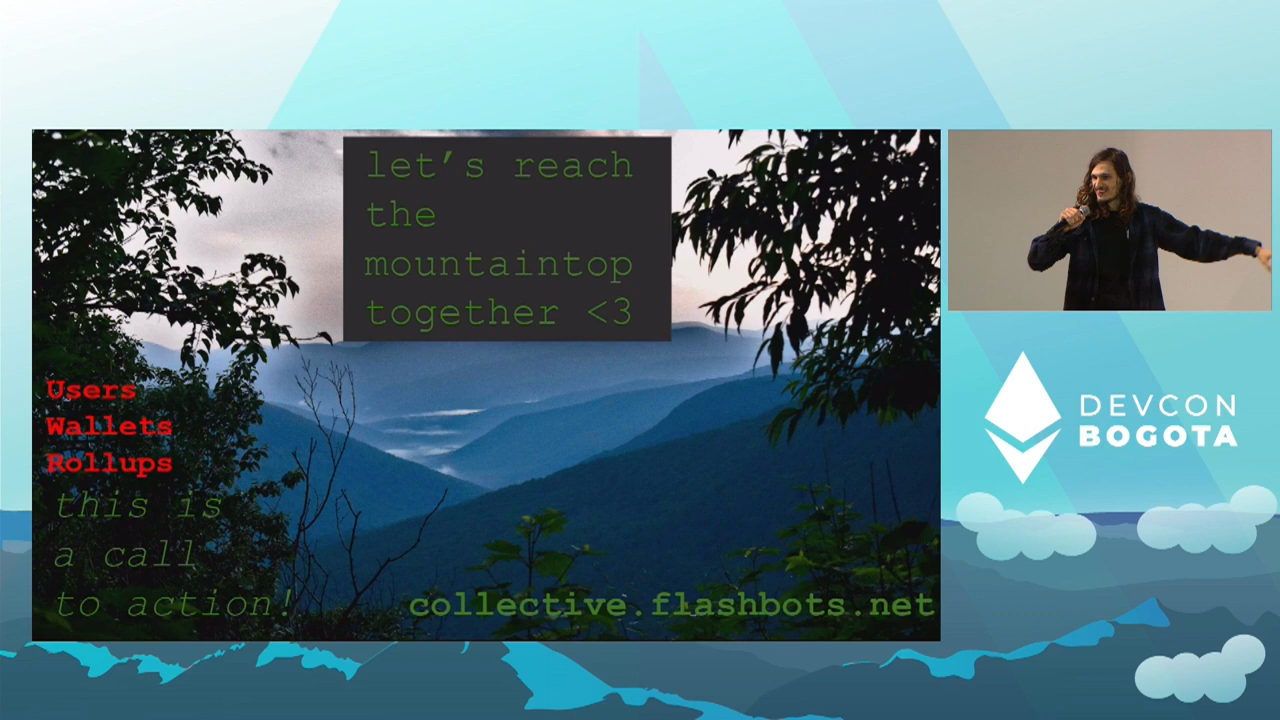 let's reach
the
mountaintop
together <3
Users
Wallets
Rollups
this is
a call
to action!
collective.flashbots.net
DEVCON
BOGOTA